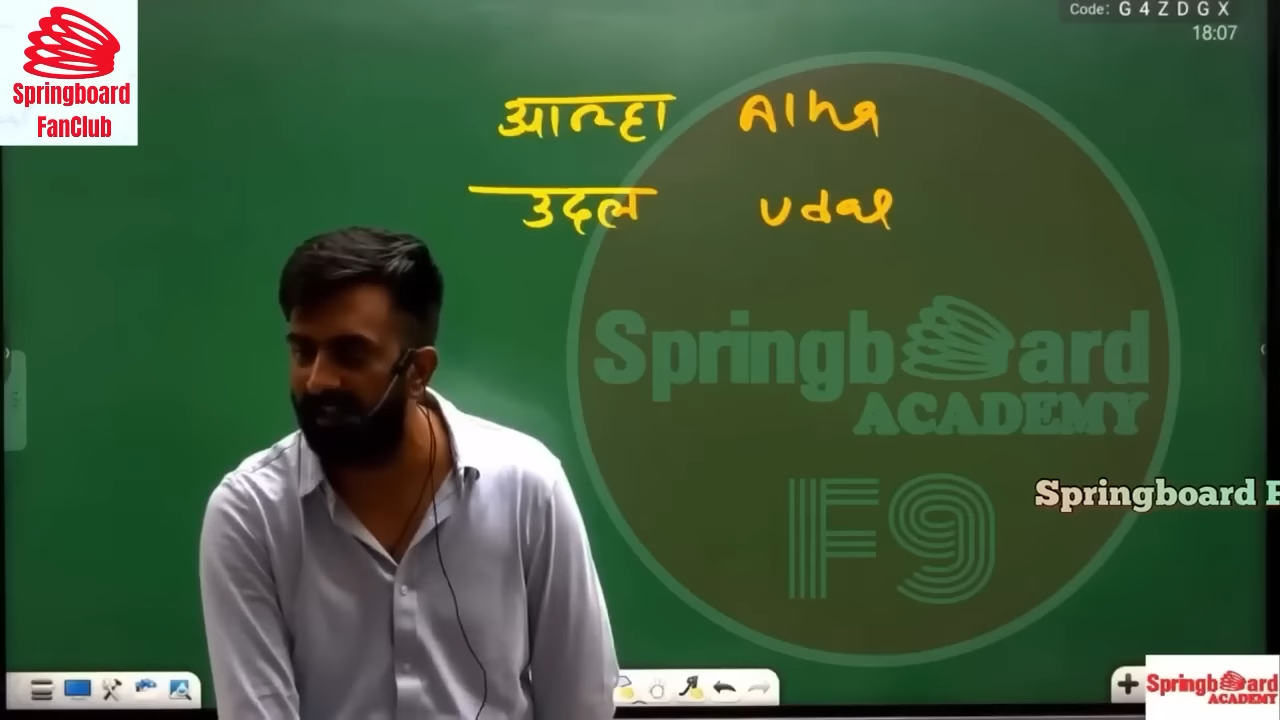 Springboard
FanClub
Code: G 4 Z D G X
18:07
आल्हा Alha
उदल Udal
Springboard
ACADEMY
F9
Springboard
Springboard
ACADEMY